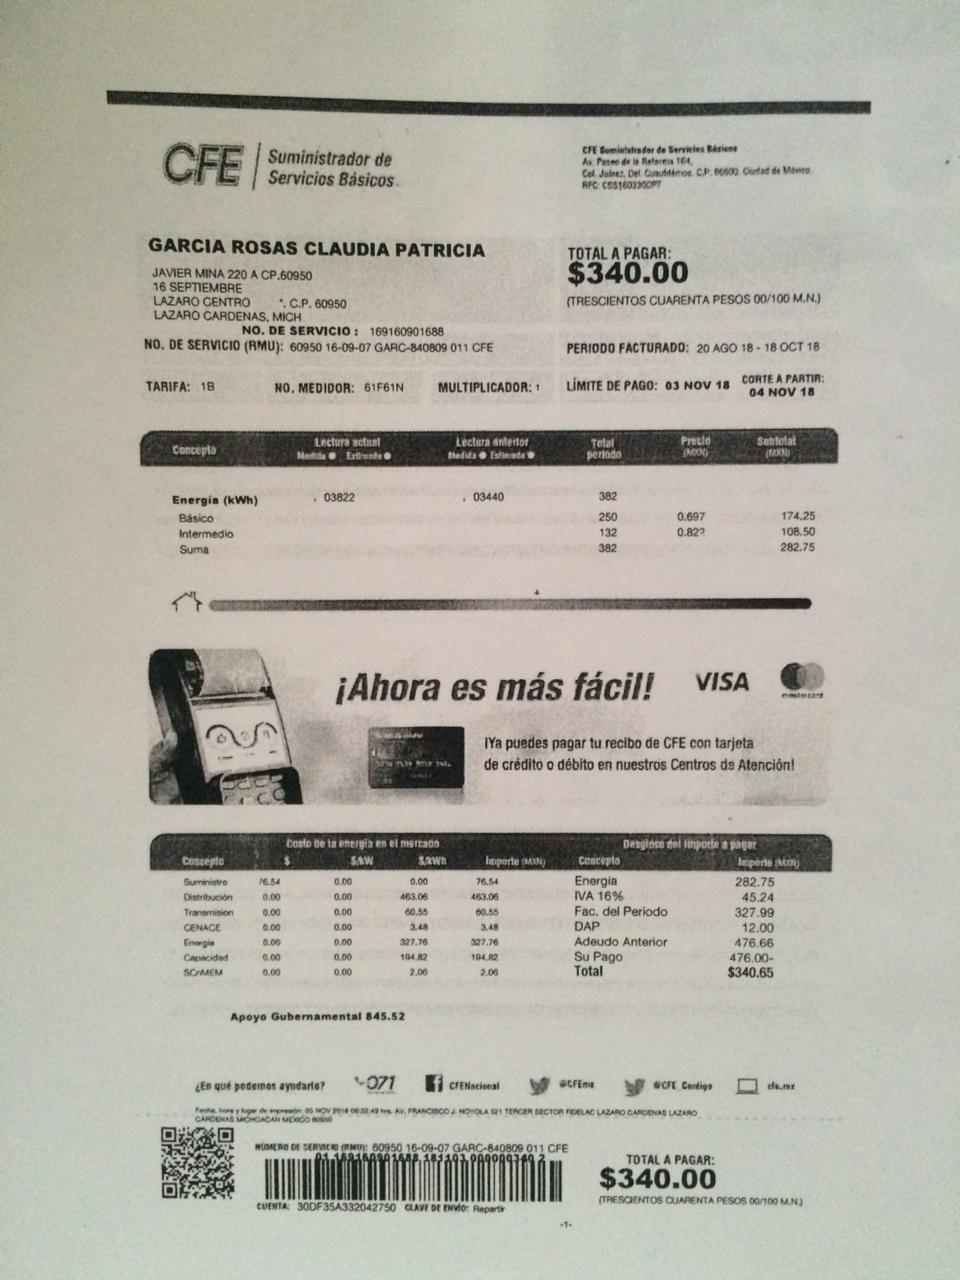 CFE Suministrador de
Servicios Básicos
CFE Suministrador de Servicios Básicos
Av. Paseo de la Reforma 164,
Col. Juárez, Del. Cuauhtémoc, C.P. 06600, Ciudad de México
RFC: CSS160330CP7
GARCIA ROSAS CLAUDIA PATRICIA
JAVIER MINA 220 A CP.60950
16 SEPTIEMBRE
LAZARO CENTRO *. C.P. 60950
LAZARO CARDENAS, MICH
NO. DE SERVICIO : 169160901688
NO. DE SERVICIO (RMU): 60950 16-09-07 GARC-840809 011 CFE
TOTAL A PAGAR:
$340.00
(TRESCIENTOS CUARENTA PESOS 00/100 M.N.)
PERIODO FACTURADO: 20 AGO 18 - 18 OCT 18
TARIFA: 1B NO. MEDIDOR: 61F61N MULTIPLICADOR: 1 LÍMITE DE PAGO: 03 NOV 18 CORTE A PARTIR:
04 NOV 18
Concepto Lectura actual Lectura anterior Total periodo Precio (MXN) Subtotal (MXN)
Medida Estimada Medida Estimada
Energía (kWh) 03822 03440 382
Básico 250 0.697 174.25
Intermedio 132 108.50
Suma 382 282.75
¡Ahora es más fácil! VISA mastercard
¡Ya puedes pagar tu recibo de CFE con tarjeta
de crédito o débito en nuestros Centros de Atención!
Costo de la energía en el mercado Desglose del importe a pagar
Concepto $ $/kW $/kWh Importe (MXN) Concepto Importe (MXN)
Suministro 76.54 0.00 0.00 76.54 Energía 282.75
Distribución 0.00 0.00 463.06 463.06 IVA 16% 45.24
Transmisión 0.00 0.00 60.55 60.55 Fac. del Periodo 327.99
CENACE 0.00 0.00 3.48 3.48 DAP 12.00
Energía 0.00 0.00 327.76 327.76 Adeudo Anterior 476.66
Capacidad 0.00 0.00 194.82 194.82 Su Pago 476.00-
SCnMEM 0.00 0.00 2.06 2.06 Total $340.65
Apoyo Gubernamental 845.52
¿En qué podemos ayudarte? 071 CFENacional @CFEmx @CFE_Contigo cfe.mx
Fecha, hora y lugar de impresión: 05 NOV 2018 09:32:49 hrs. AV. FRANCISCO J. NOYOLA 521 TERCER SECTOR FIDELAC LAZARO CARDENAS LAZARO
CARDENAS MICHOACAN MEXICO 60950
NÚMERO DE SERVICIO (RMU): 60950 16-09-07 GARC-840809 011 CFE
01 169160901688 181103 000000340 2
CUENTA: 30DF35A332042750 CLAVE DE ENVÍO: Repartir
TOTAL A PAGAR:
$340.00
(TRESCIENTOS CUARENTA PESOS 00/100 M.N.)
-1-